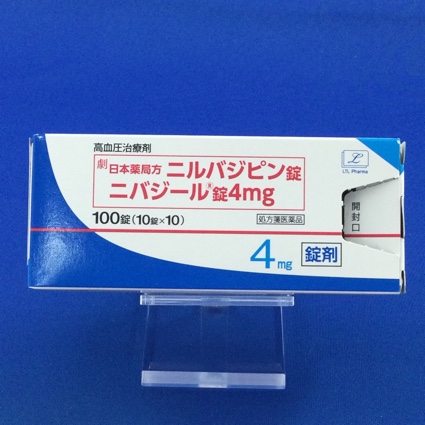 高血圧治療剤
劇 日本薬局方 ニルバジピン錠
ニバジール®錠4mg
100錠(10錠×10)
処方箋医薬品
4mg 錠剤
L
LTL Pharma
開封口